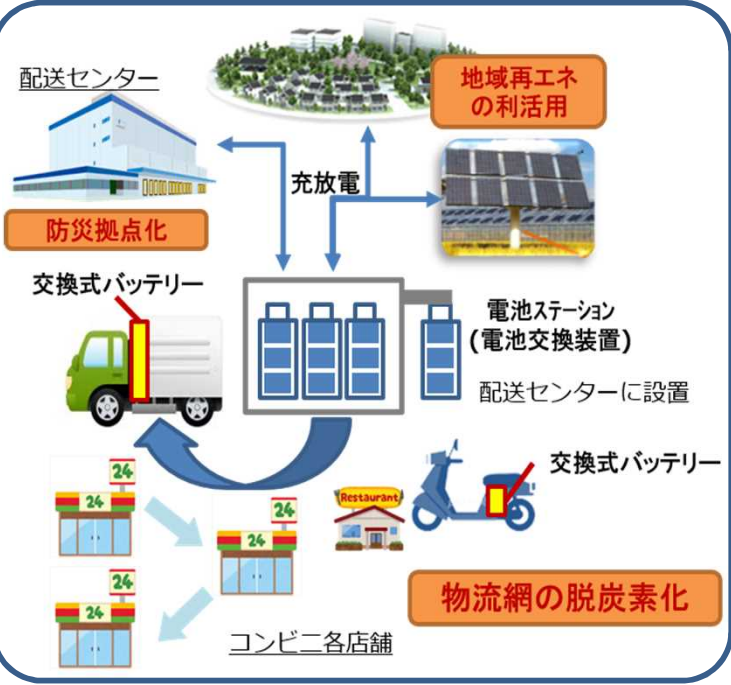 配送センター
地域再エネ
の利活用
充放電
防災拠点化
交換式バッテリー
電池ステーション
(電池交換装置)
配送センターに設置
交換式バッテリー
24
24
24
24
24
24
Restaurant
物流網の脱炭素化
コンビニ各店舗